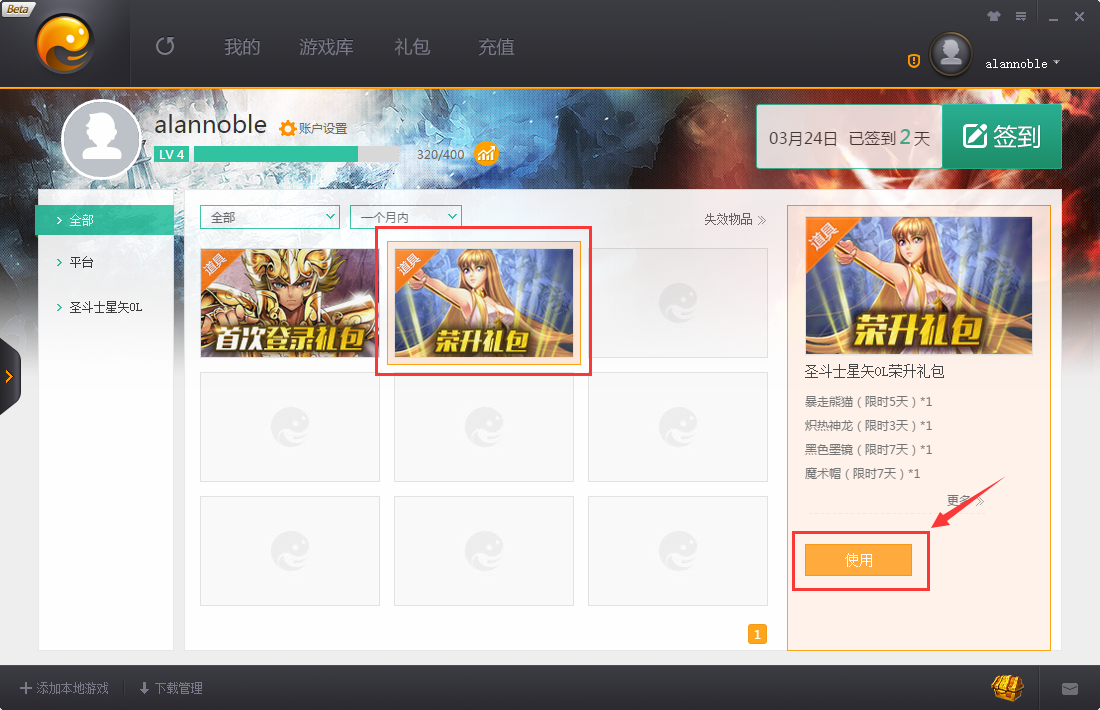 Beta
我的 游戏库 礼包 充值
alannoble
alannoble 账户设置
LV 4 320/400
03月24日 已签到2天 签到
全部
平台
圣斗士星矢OL
全部 一个月内 失效物品
道具
首次登录礼包
道具
荣升礼包
道具
荣升礼包
圣斗士星矢OL荣升礼包
暴走熊猫（限时5天）*1
炽热神龙（限时3天）*1
黑色墨镜（限时7天）*1
魔术帽（限时7天）*1
更多
使用
1
添加本地游戏 下载管理